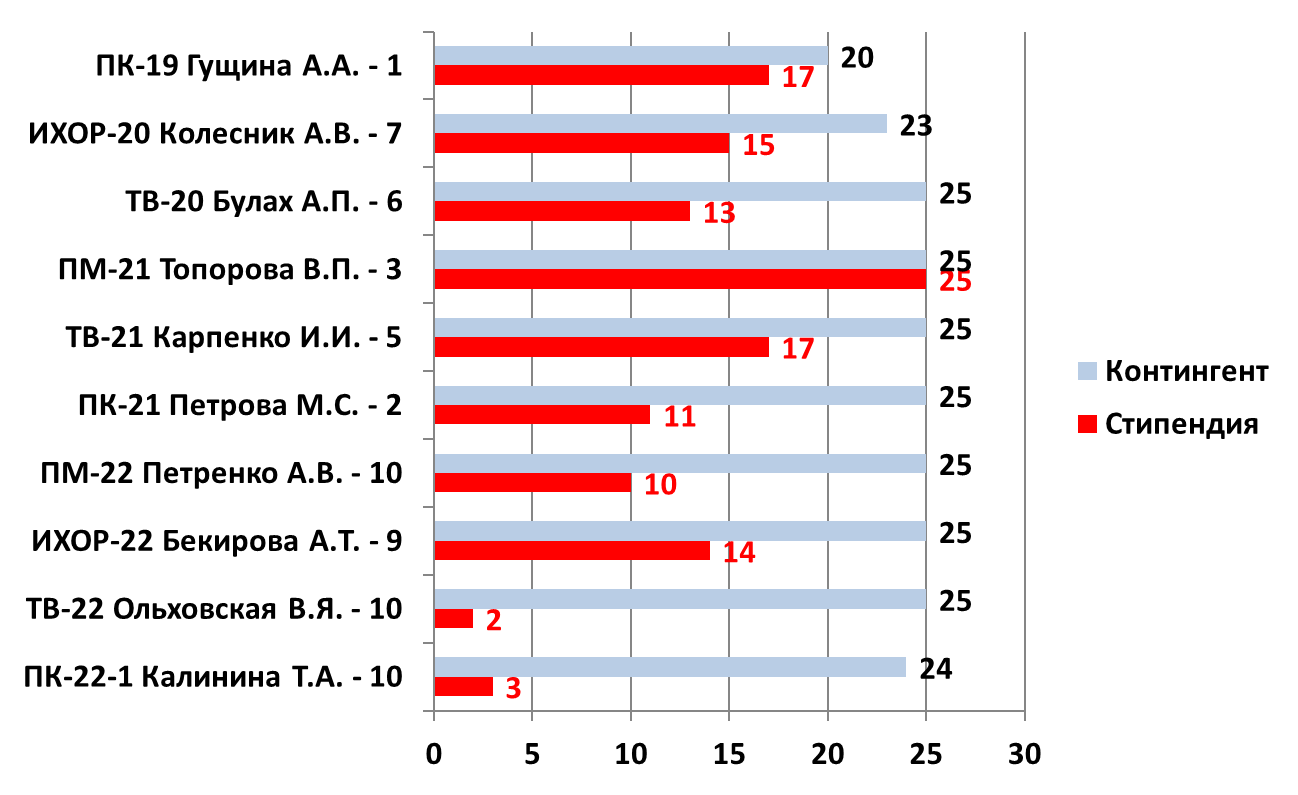 ПК-19 Гущина А.А. - 1
20
17
ИХОР-20 Колесник А.В. - 7
23
15
ТВ-20 Булах А.П. - 6
25
13
ПМ-21 Топорова В.П. - 3
25
25
ТВ-21 Карпенко И.И. - 5
25
17
ПК-21 Петрова М.С. - 2
25
11
ПМ-22 Петренко А.В. - 10
25
10
ИХОР-22 Бекирова А.Т. - 9
25
14
ТВ-22 Ольховская В.Я. - 10
25
2
ПК-22-1 Калинина Т.А. - 10
24
3
0 5 10 15 20 25 30
Контингент
Стипендия